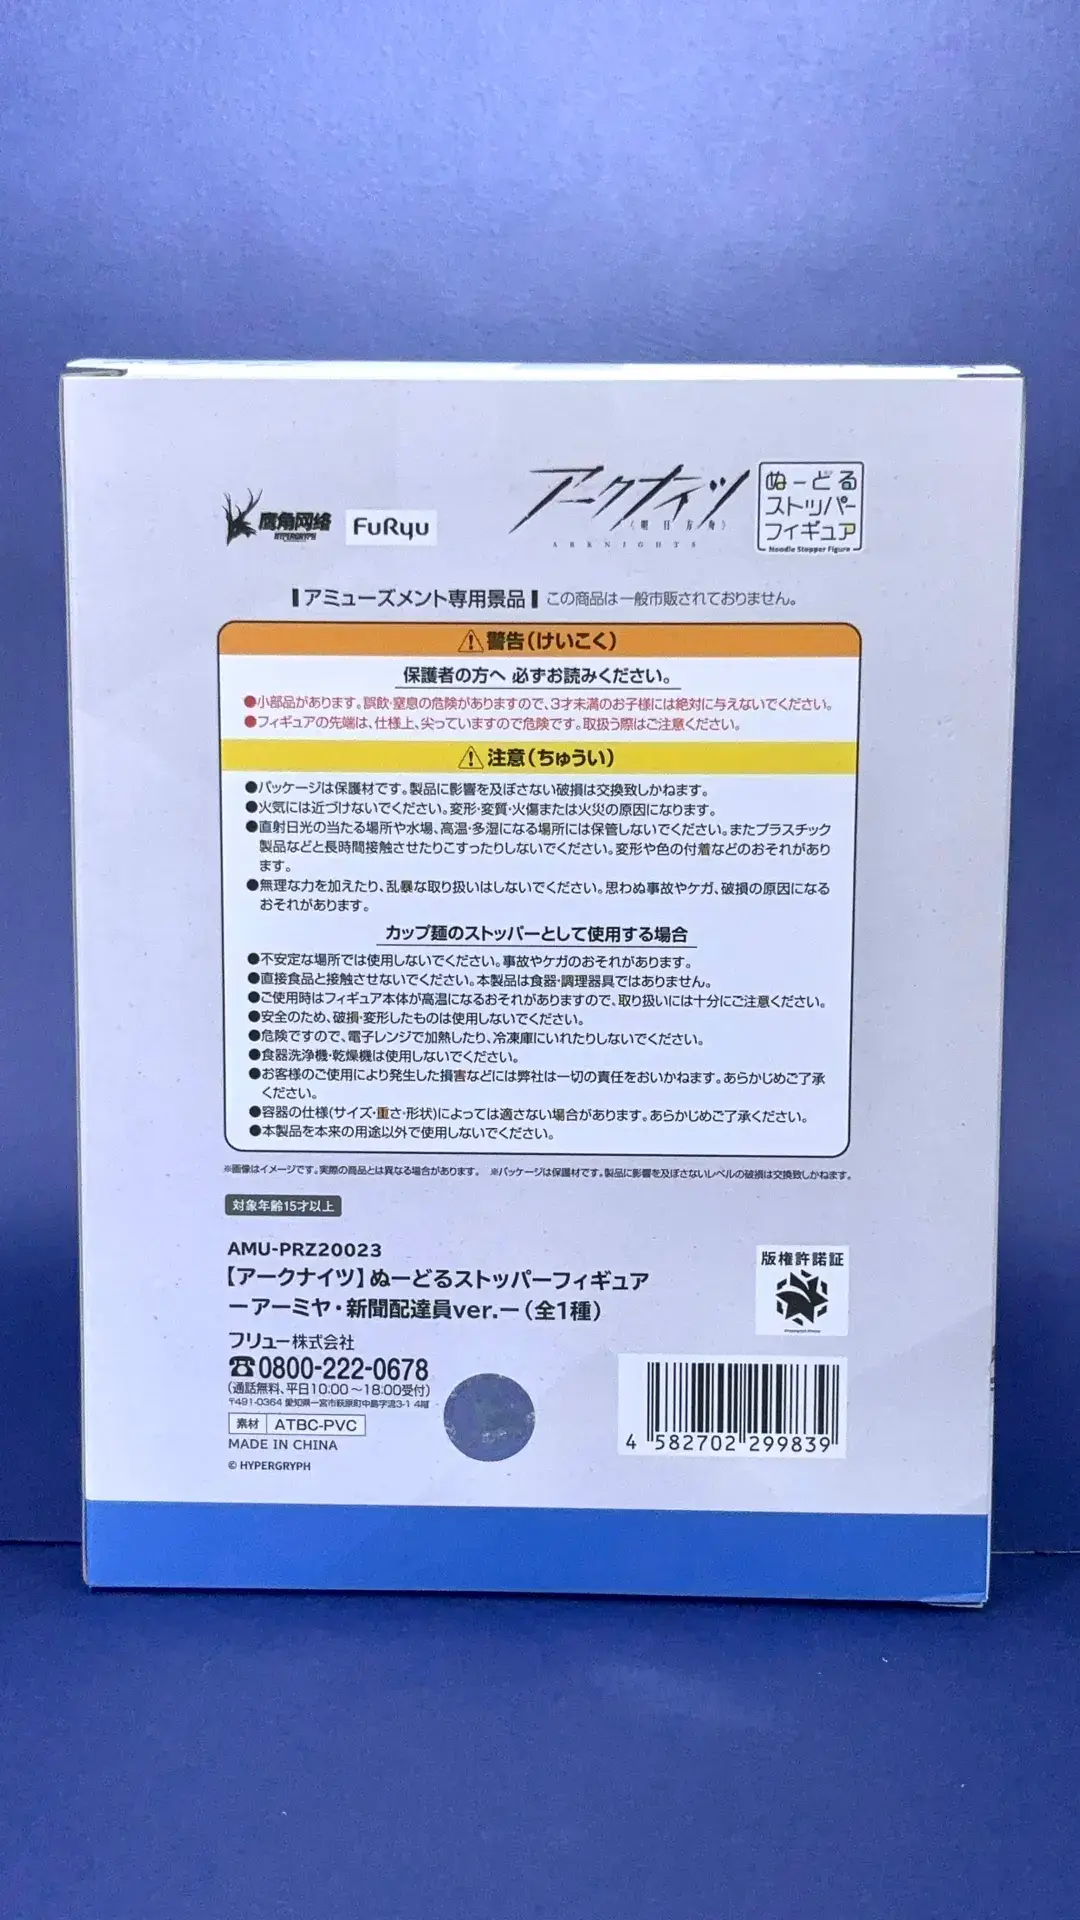 鷹角网络
HYPERGRYPH
FuRyu
アークナイツ
〈明日方舟〉
ARKNIGHTS
ぬーどる
ストッパー
フィギュア
Noodle Stopper Figure
アミューズメント専用景品 この商品は一般市販されておりません。
警告(けいこく)
保護者の方へ 必ずお読みください。
●小部品があります。誤飲・窒息の危険がありますので、3才未満のお子様には絶対に与えないでください。
●フィギュアの先端は、仕様上、尖っていますので危険です。取扱う際はご注意ください。
注意(ちゅうい)
●パッケージは保護材です。製品に影響を及ぼさない破損は交換致しかねます。
●火気には近づけないでください。変形・変質・火傷または火災の原因になります。
●直射日光の当たる場所や水場、高温・多湿になる場所には保管しないでください。またプラスチック
製品などと長時間接触させたりこすったりしないでください。変形や色の付着などのおそれがあり
ます。
●無理な力を加えたり、乱暴な取り扱いはしないでください。思わぬ事故やケガ、破損の原因になる
おそれがあります。
カップ麺のストッパーとして使用する場合
●不安定な場所では使用しないでください。事故やケガのおそれがあります。
●直接食品と接触させないでください。本製品は食器・調理器具ではありません。
●ご使用時はフィギュア本体が高温になるおそれがありますので、取り扱いには十分にご注意ください。
●安全のため、破損・変形したものは使用しないでください。
●危険ですので、電子レンジで加熱したり、冷凍庫にいれたりしないでください。
●食器洗浄機・乾燥機は使用しないでください。
●お客様のご使用により発生した損害などには弊社は一切の責任をおいかねます。あらかじめご了承
ください。
●容器の仕様(サイズ・重さ・形状)によっては適さない場合があります。あらかじめご了承ください。
●本製品を本来の用途以外で使用しないでください。
※画像はイメージです。実際の商品とは異なる場合があります。 ※パッケージは保護材です。製品に影響を及ぼさないレベルの破損は交換致しかねます。
対象年齢15才以上
AMU-PRZ20023
【アークナイツ】ぬーどるストッパーフィギュア
ーアーミヤ・新聞配達員ver.ー(全1種)
フリュー株式会社
☎0800-222-0678
(通話無料、平日10:00~18:00受付)
〒491-0364 愛知県一宮市萩原町中島字流3-1 4階
素材 ATBC-PVC
MADE IN CHINA
© HYPERGRYPH
版権許諾証
4 582702 299839